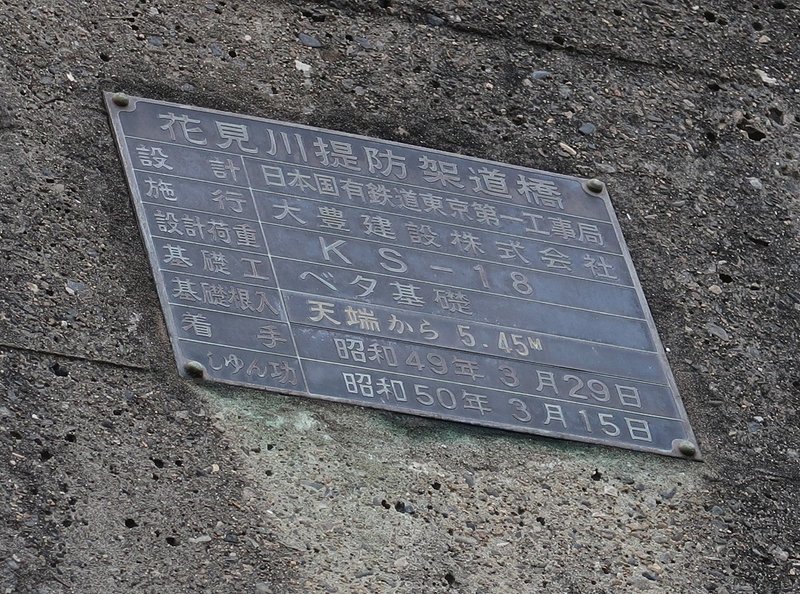 花見川提防架道橋
設計 日本国有鉄道東京第一工事局
施行 大豊建設株式会社
設計荷重 KS-18
基礎工 ベタ基礎
基礎根入 天端から 5.45M
着手 昭和49年3月29日
しゅん功 昭和50年3月15日